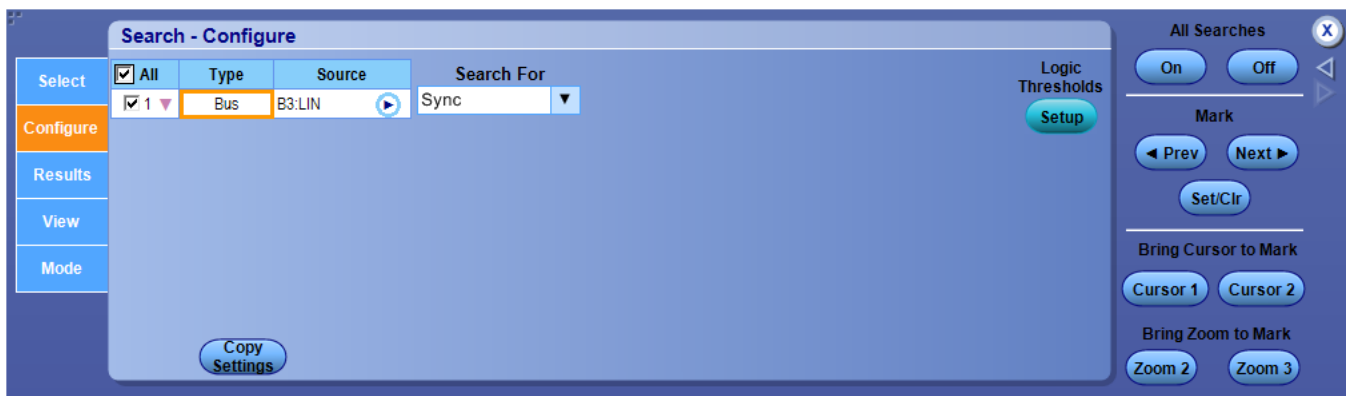 Search - Configure
Select
Configure
Results
View
Mode
All
Type
Source
1
Bus
B3:LIN
Search For
Sync
Logic
Thresholds
Setup
Copy
Settings
All Searches
On
Off
X
Mark
◄ Prev
Next ►
Set/Clr
Bring Cursor to Mark
Cursor 1
Cursor 2
Bring Zoom to Mark
Zoom 2
Zoom 3